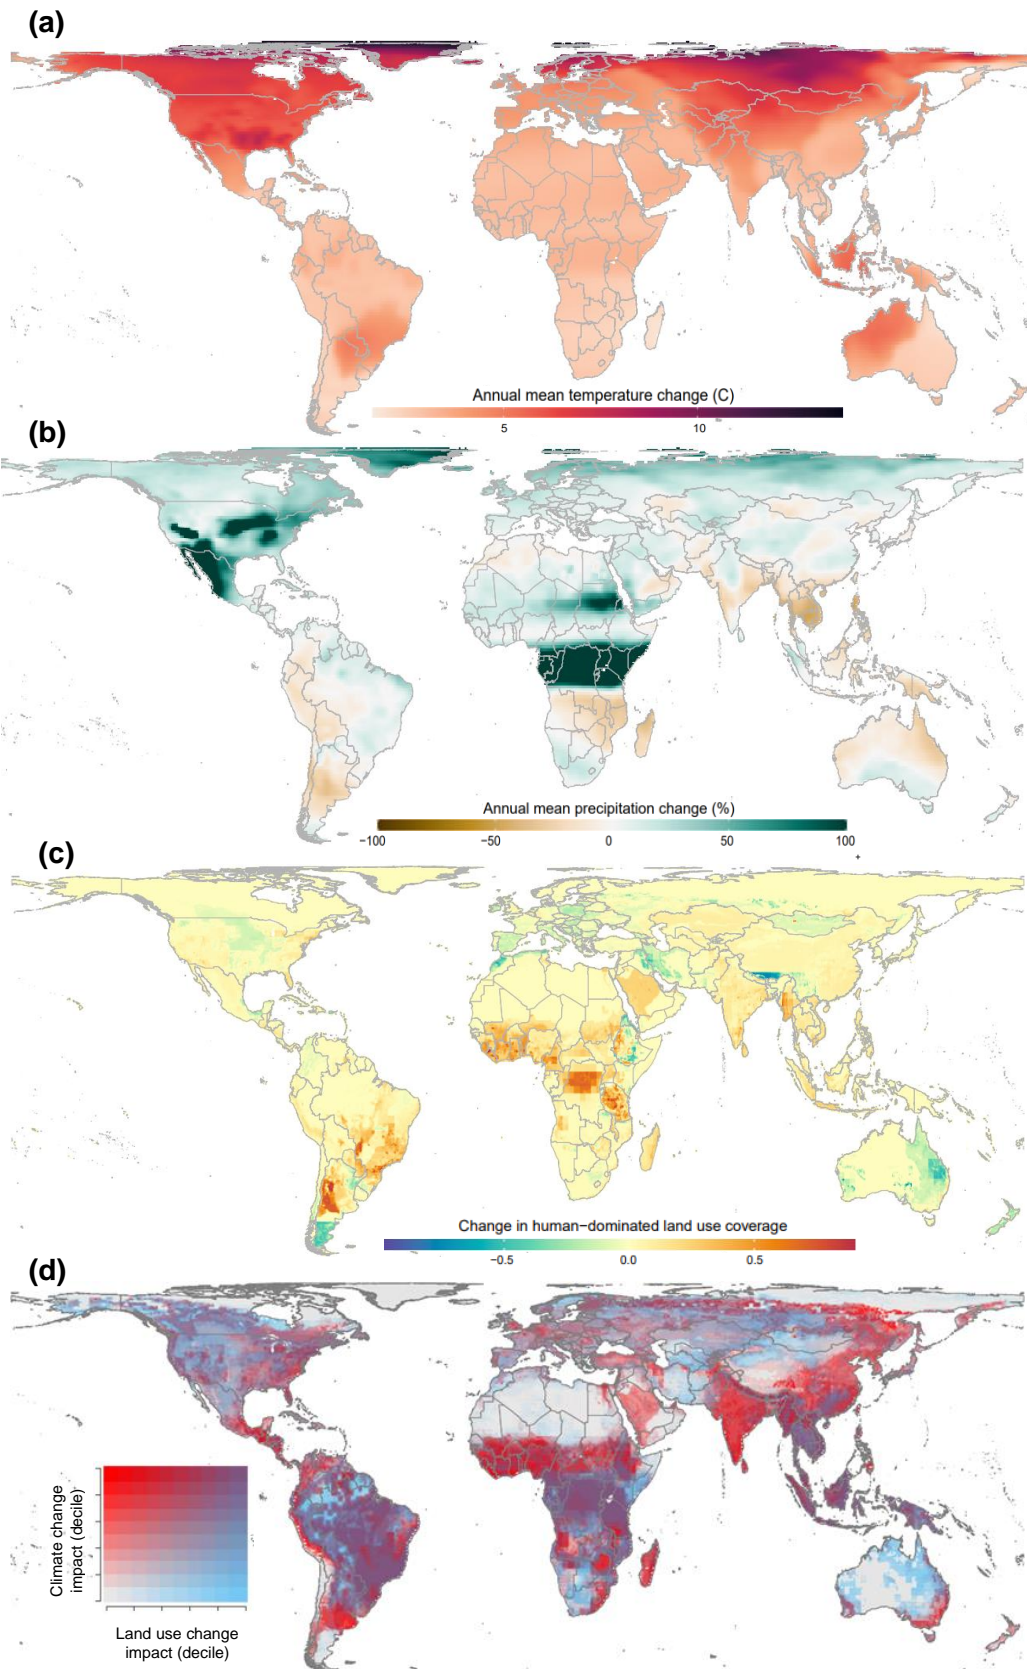 (a)
Annual mean temperature change (C)
5 10
(b)
Annual mean precipitation change (%)
−100 −50 0 50 100
(c)
Change in human−dominated land use coverage
−0.5 0.0 0.5
(d)
Climate change
impact (decile)
Land use change
impact (decile)